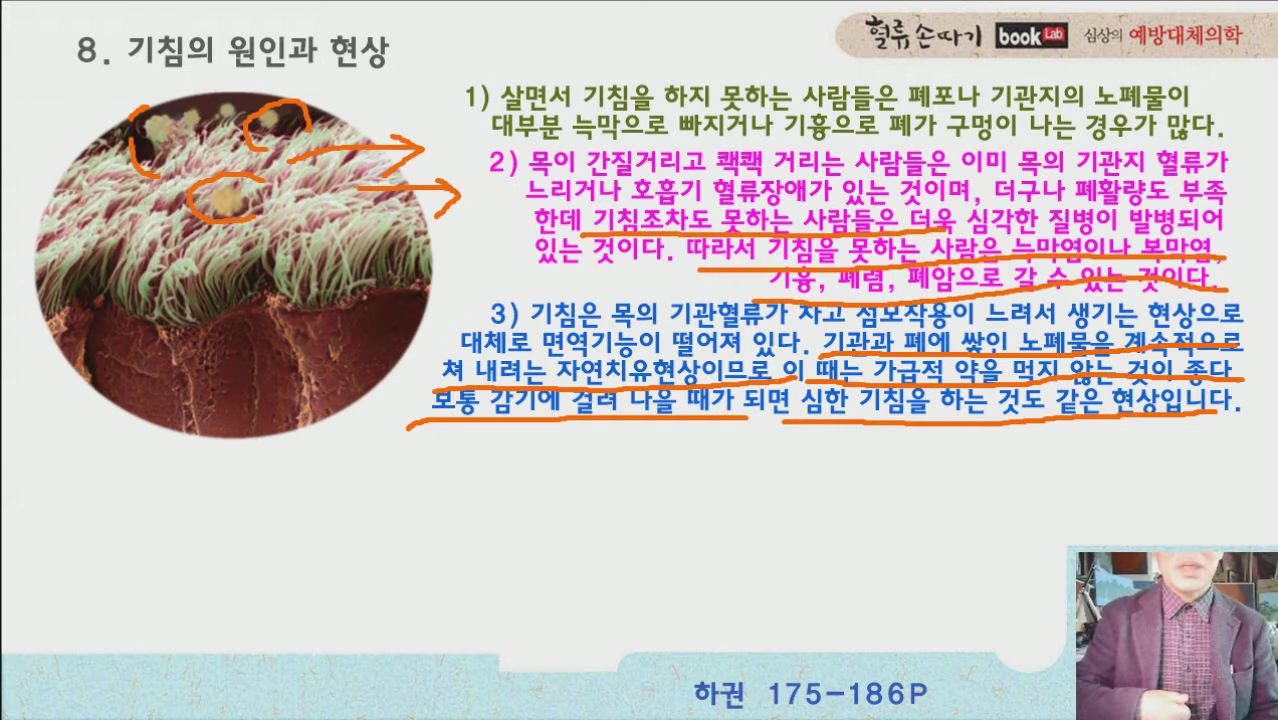 8. 기침의 원인과 현상
혈류 손따기 book Lab 심상의 예방대체의학
1) 살면서 기침을 하지 못하는 사람들은 폐포나 기관지의 노폐물이
대부분 늑막으로 빠지거나 기흉으로 폐가 구멍이 나는 경우가 많다.
2) 목이 간질거리고 쾍쾍 거리는 사람들은 이미 목의 기관지 혈류가
느리거나 호흡기 혈류장애가 있는 것이며, 더구나 폐활량도 부족
한데 기침조차도 못하는 사람들은 더욱 심각한 질병이 발병되어
있는 것이다. 따라서 기침을 못하는 사람은 늑막염이나 복막염,
기흉, 폐렴, 폐암으로 갈 수 있는 것이다.
3) 기침은 목의 기관혈류가 차고 섬모작용이 느려서 생기는 현상으로
대체로 면역기능이 떨어져 있다. 기관과 폐에 쌓인 노폐물을 계속적으로
쳐 내려는 자연치유현상이므로 이 때는 가급적 약을 먹지 않는 것이 좋다
보통 감기에 걸려 나을 때가 되면 심한 기침을 하는 것도 같은 현상입니다.
하권 175-186P